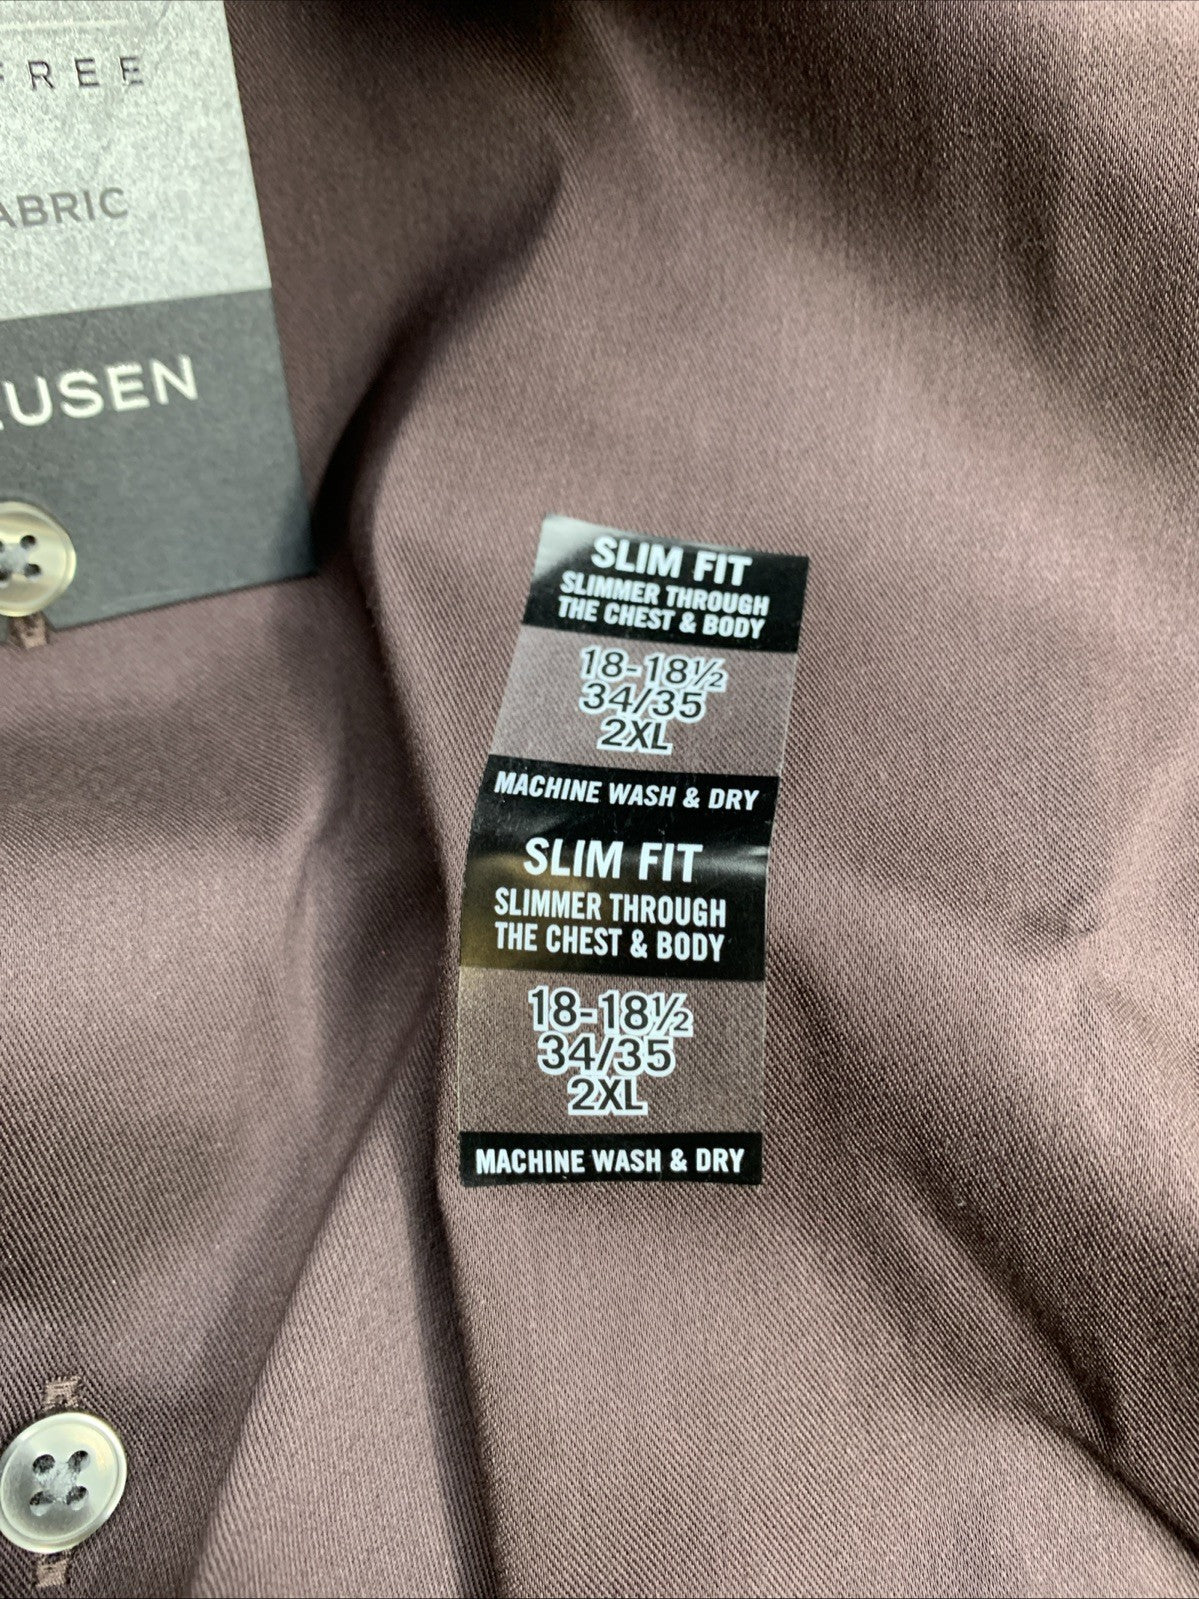 FREE
ABRIC
EUSEN
SLIM FIT
SLIMMER THROUGH
THE CHEST & BODY
18-18½
34/35
2XL
MACHINE WASH & DRY
SLIM FIT
SLIMMER THROUGH
THE CHEST & BODY
18-18½
34/35
2XL
MACHINE WASH & DRY